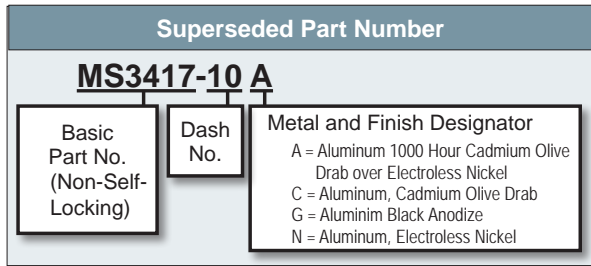 Superseded Part Number
MS3417-10 A
Basic
Part No.
(Non-Self-
Locking)
Dash
No.
Metal and Finish Designator
A = Aluminum 1000 Hour Cadmium Olive
Drab over Electroless Nickel
C = Aluminum, Cadmium Olive Drab
G = Aluminim Black Anodize
N = Aluminum, Electroless Nickel